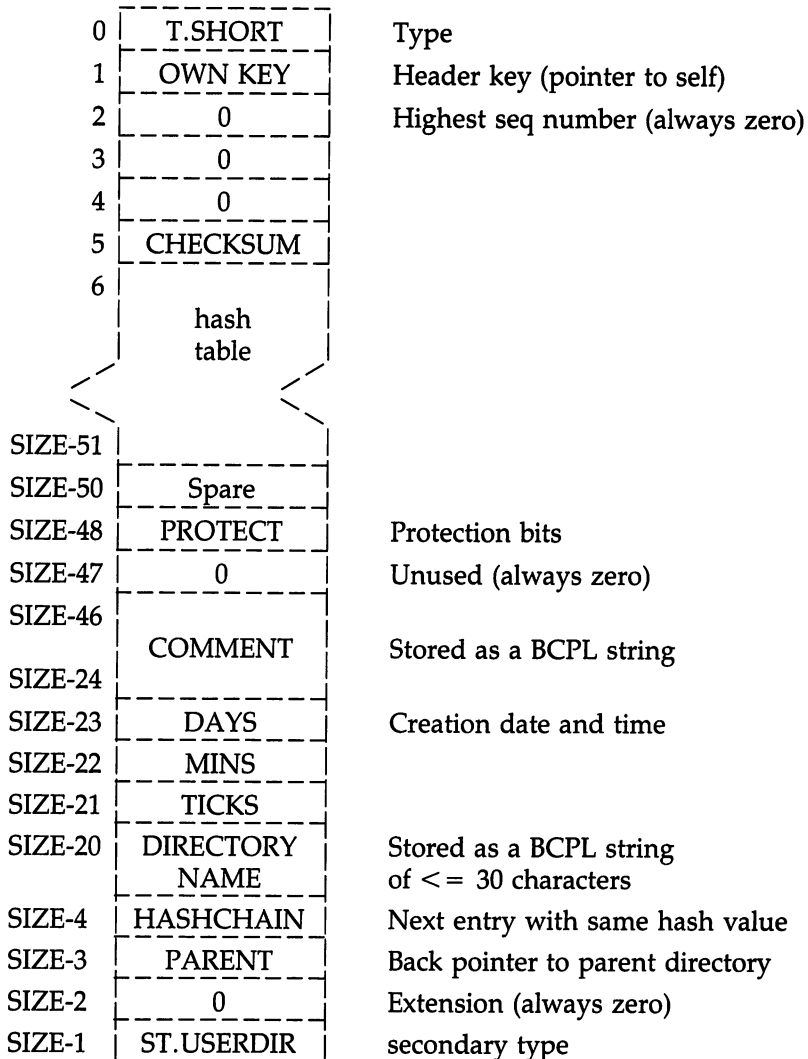 0 T.SHORT Type
1 OWN KEY Header key (pointer to self)
2 0 Highest seq number (always zero)
3 0
4 0
5 CHECKSUM
6
hash
table
SIZE-51
SIZE-50 Spare
SIZE-48 PROTECT Protection bits
SIZE-47 0 Unused (always zero)
SIZE-46
COMMENT Stored as a BCPL string
SIZE-24
SIZE-23 DAYS Creation date and time
SIZE-22 MINS
SIZE-21 TICKS
SIZE-20 DIRECTORY Stored as a BCPL string
NAME of <= 30 characters
SIZE-4 HASHCHAIN Next entry with same hash value
SIZE-3 PARENT Back pointer to parent directory
SIZE-2 0 Extension (always zero)
SIZE-1 ST.USERDIR secondary type